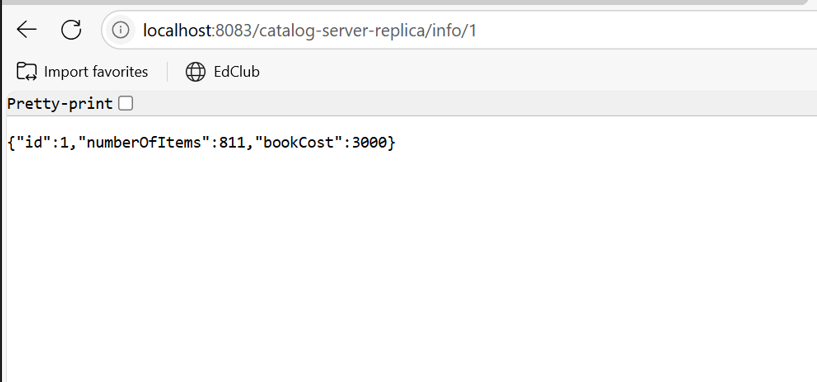 localhost:8083/catalog-server-replica/info/1
Import favorites EdClub
Pretty-print
{"id":1,"numberOfItems":811,"bookCost":3000}